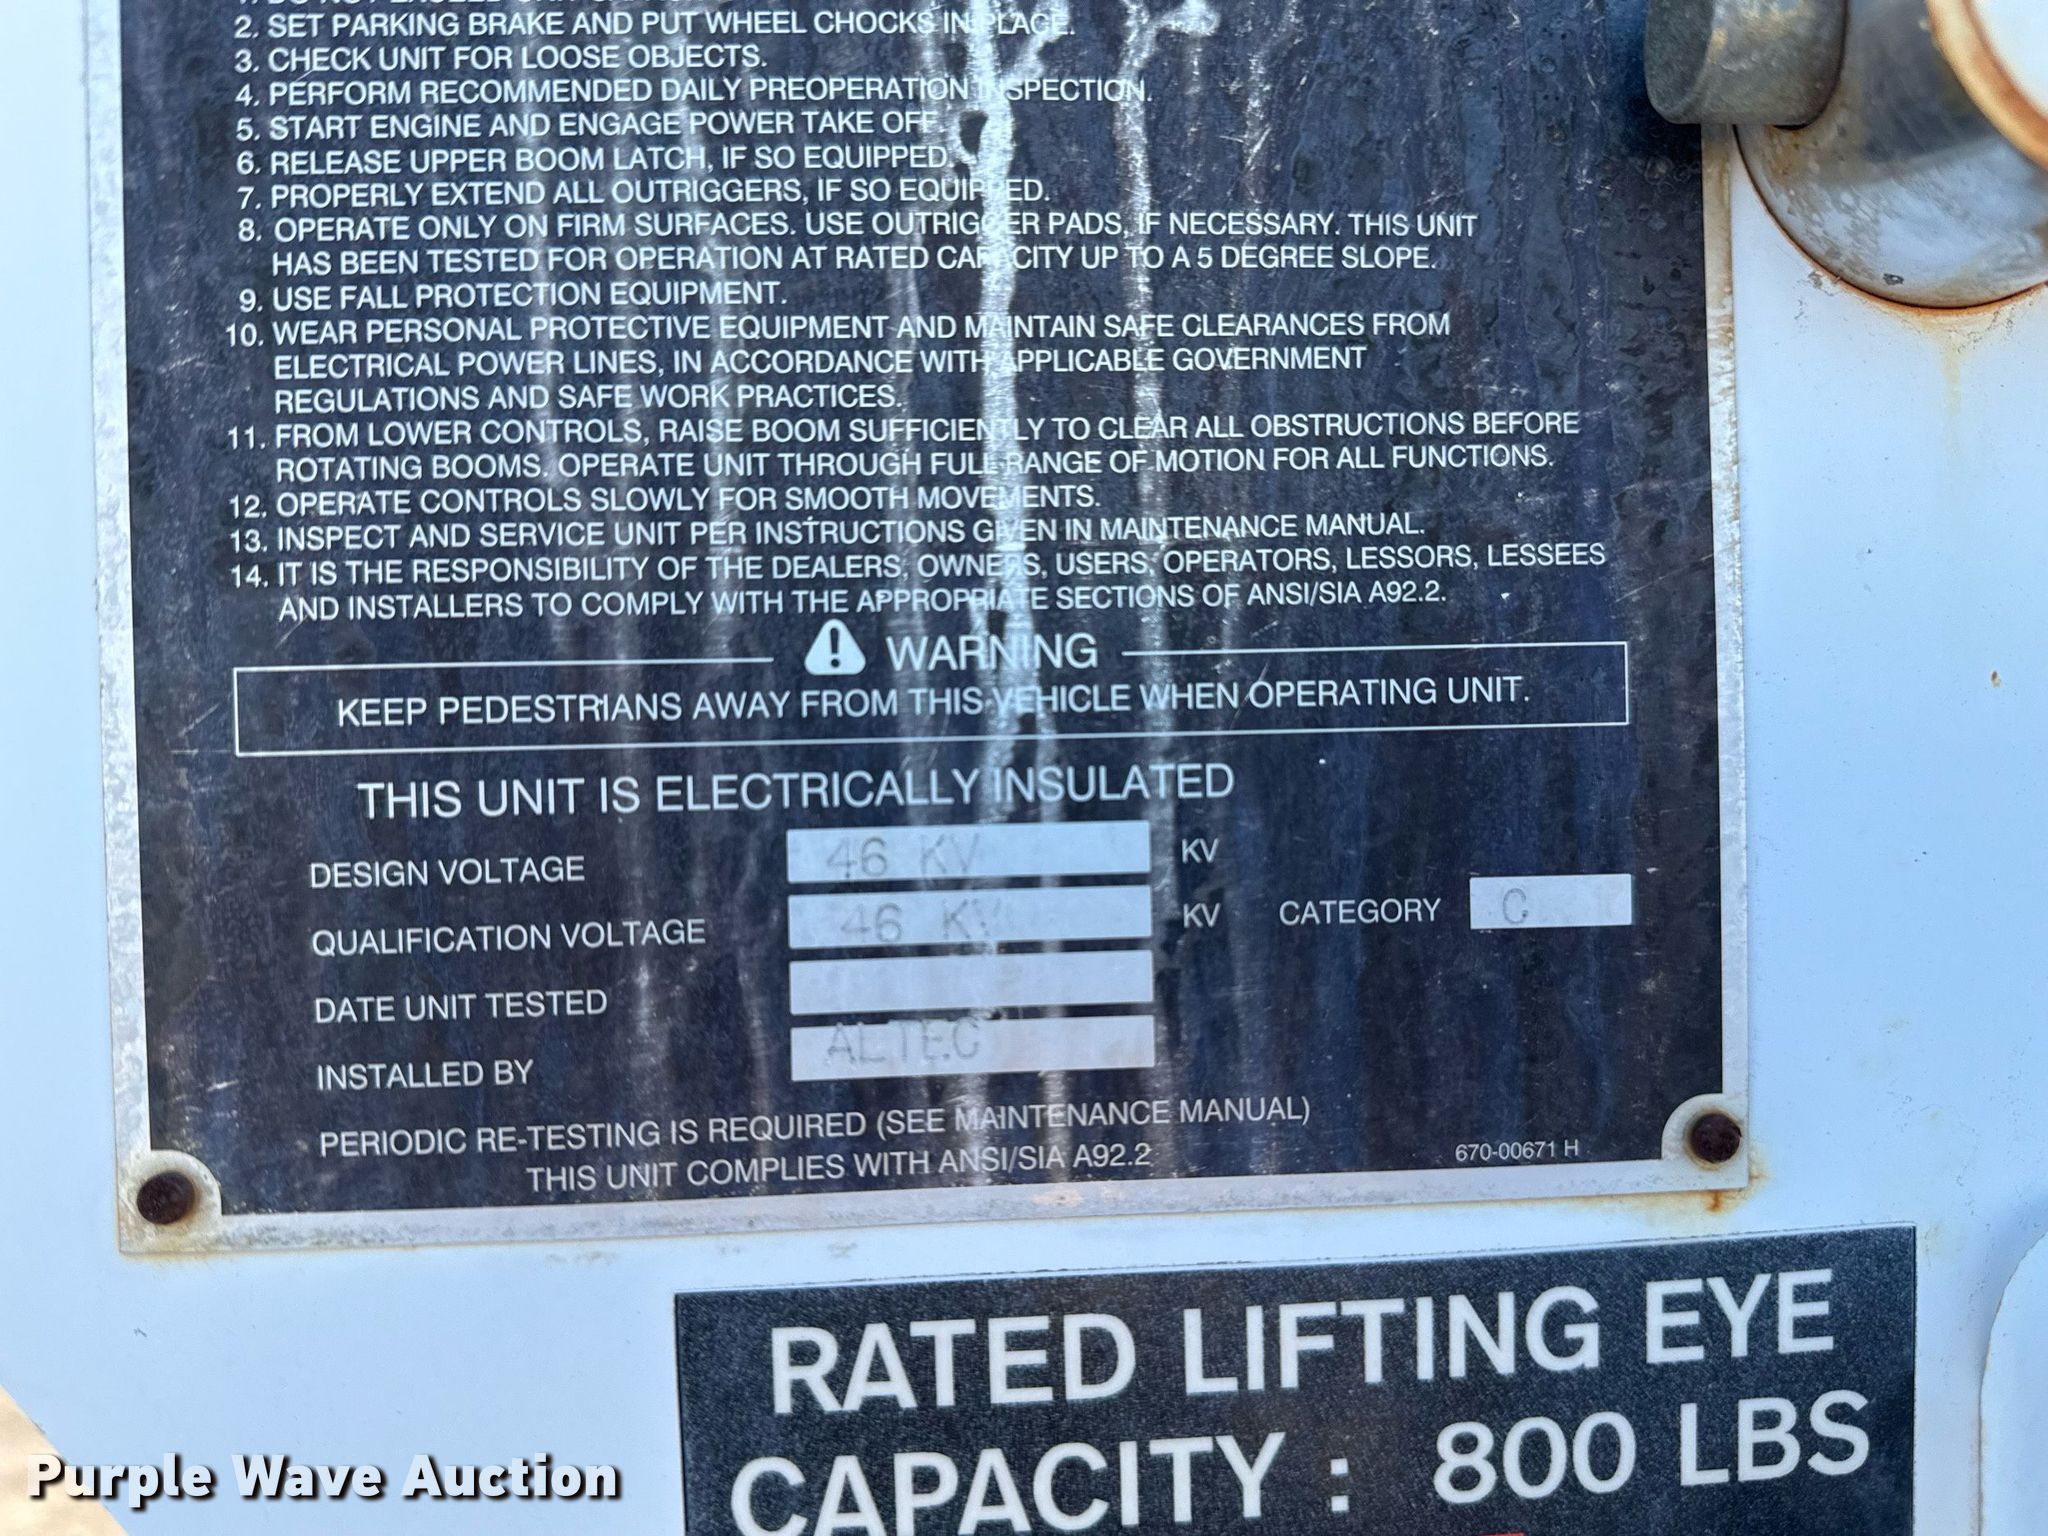 1. DO NOT EXCEED UNIT
2. SET PARKING BRAKE AND PUT WHEEL CHOCKS IN PLACE.
3. CHECK UNIT FOR LOOSE OBJECTS.
4. PERFORM RECOMMENDED DAILY PREOPERATION INSPECTION.
5. START ENGINE AND ENGAGE POWER TAKE OFF.
6. RELEASE UPPER BOOM LATCH, IF SO EQUIPPED.
7. PROPERLY EXTEND ALL OUTRIGGERS, IF SO EQUIPPED.
8. OPERATE ONLY ON FIRM SURFACES. USE OUTRIGGER PADS, IF NECESSARY. THIS UNIT
HAS BEEN TESTED FOR OPERATION AT RATED CAPACITY UP TO A 5 DEGREE SLOPE.
9. USE FALL PROTECTION EQUIPMENT.
10. WEAR PERSONAL PROTECTIVE EQUIPMENT AND MAINTAIN SAFE CLEARANCES FROM
ELECTRICAL POWER LINES, IN ACCORDANCE WITH APPLICABLE GOVERNMENT
REGULATIONS AND SAFE WORK PRACTICES.
11. FROM LOWER CONTROLS, RAISE BOOM SUFFICIENTLY TO CLEAR ALL OBSTRUCTIONS BEFORE
ROTATING BOOMS. OPERATE UNIT THROUGH FULL RANGE OF MOTION FOR ALL FUNCTIONS.
12. OPERATE CONTROLS SLOWLY FOR SMOOTH MOVEMENTS.
13. INSPECT AND SERVICE UNIT PER INSTRUCTIONS GIVEN IN MAINTENANCE MANUAL.
14. IT IS THE RESPONSIBILITY OF THE DEALERS, OWNERS, USERS, OPERATORS, LESSORS, LESSEES
AND INSTALLERS TO COMPLY WITH THE APPROPRIATE SECTIONS OF ANSI/SIA A92.2.
WARNING
KEEP PEDESTRIANS AWAY FROM THIS VEHICLE WHEN OPERATING UNIT.
THIS UNIT IS ELECTRICALLY INSULATED
DESIGN VOLTAGE 46 KV KV
QUALIFICATION VOLTAGE 46 KV KV CATEGORY C
DATE UNIT TESTED
INSTALLED BY ALTEC
PERIODIC RE-TESTING IS REQUIRED (SEE MAINTENANCE MANUAL)
THIS UNIT COMPLIES WITH ANSI/SIA A92.2
670-00671 H
RATED LIFTING EYE
CAPACITY : 800 LBS
Purple Wave Auction